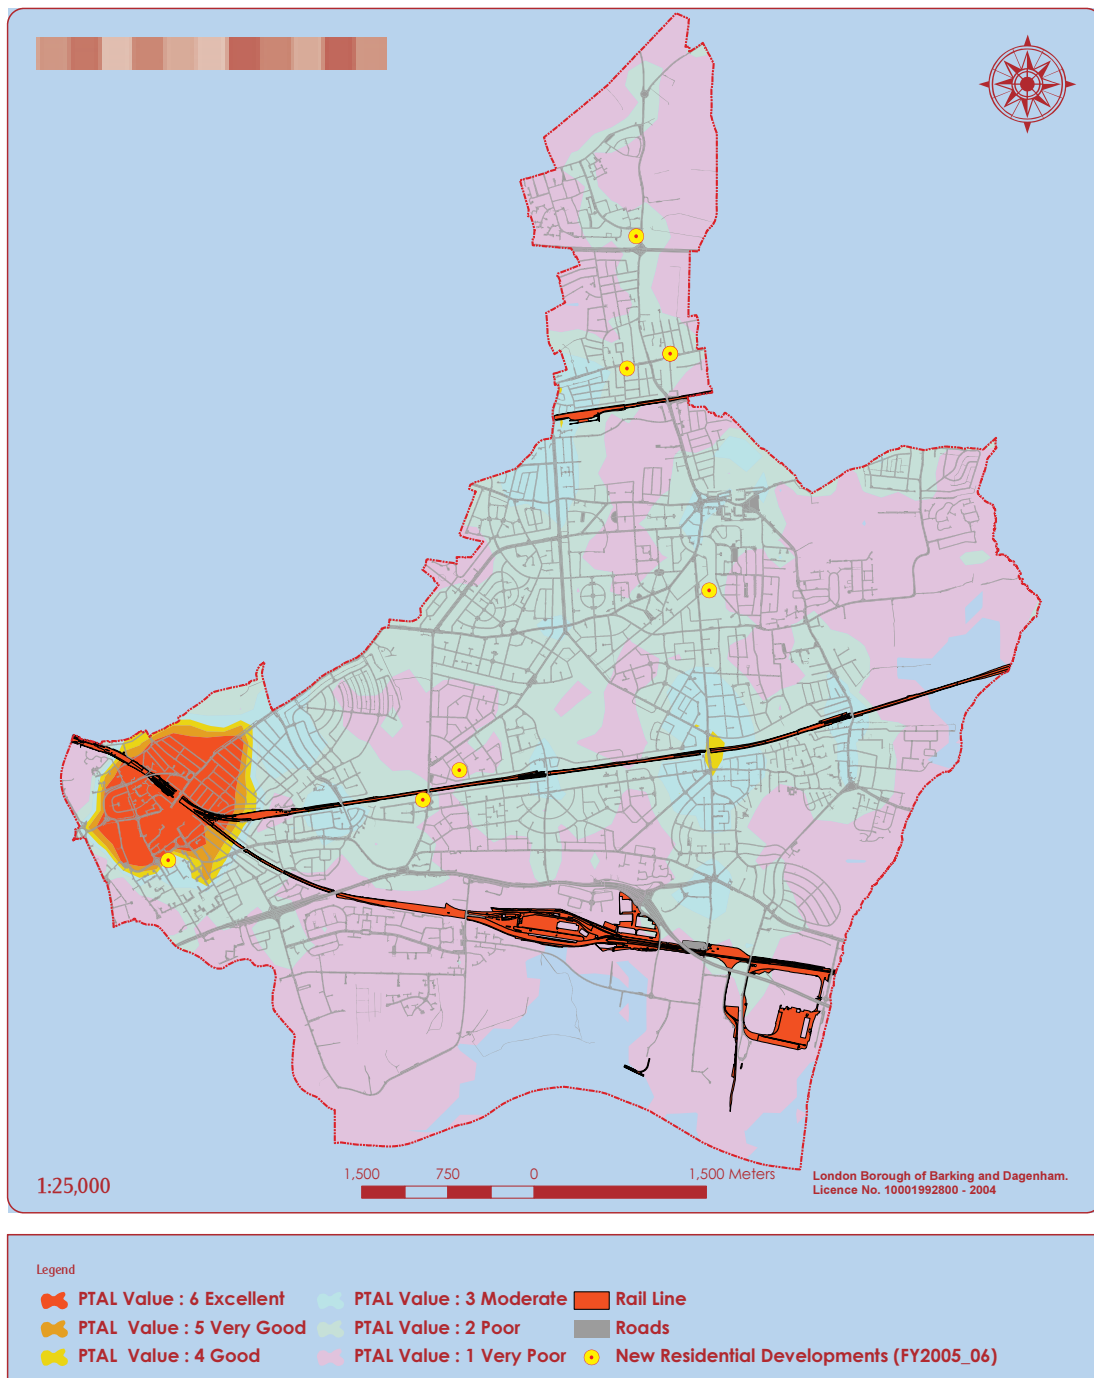 1:25,000
1,500 750 0 1,500 Meters
London Borough of Barking and Dagenham.
Licence No. 10001992800 - 2004
Legend
PTAL Value : 6 Excellent
PTAL Value : 5 Very Good
PTAL Value : 4 Good
PTAL Value : 3 Moderate
PTAL Value : 2 Poor
PTAL Value : 1 Very Poor
Rail Line
Roads
New Residential Developments (FY2005_06)